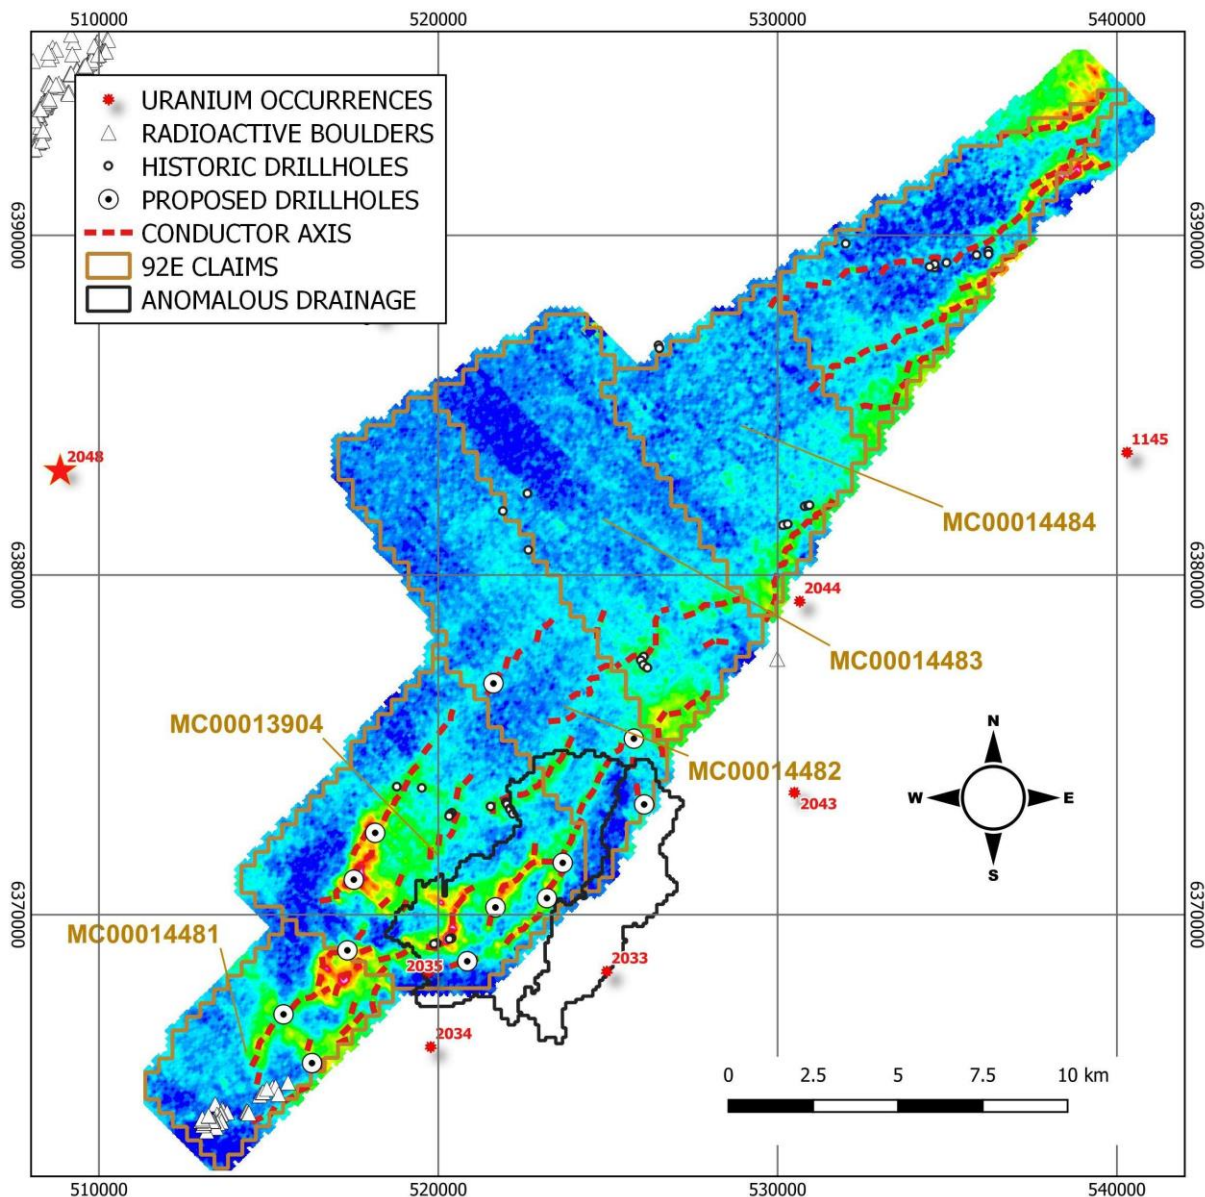 510000 520000 530000 540000
URANIUM OCCURRENCES
RADIOACTIVE BOULDERS
HISTORIC DRILLHOLES
PROPOSED DRILLHOLES
CONDUCTOR AXIS
92E CLAIMS
ANOMALOUS DRAINAGE
6390000 6390000
1145
2048
MC00014484
6380000 6380000
2044
MC00014483
MC00013904
N
MC00014482
W E
2043
S
6370000 6370000
MC00014481
2035
2033
2034
0 2.5 5 7.5 10 km
510000 520000 530000 540000